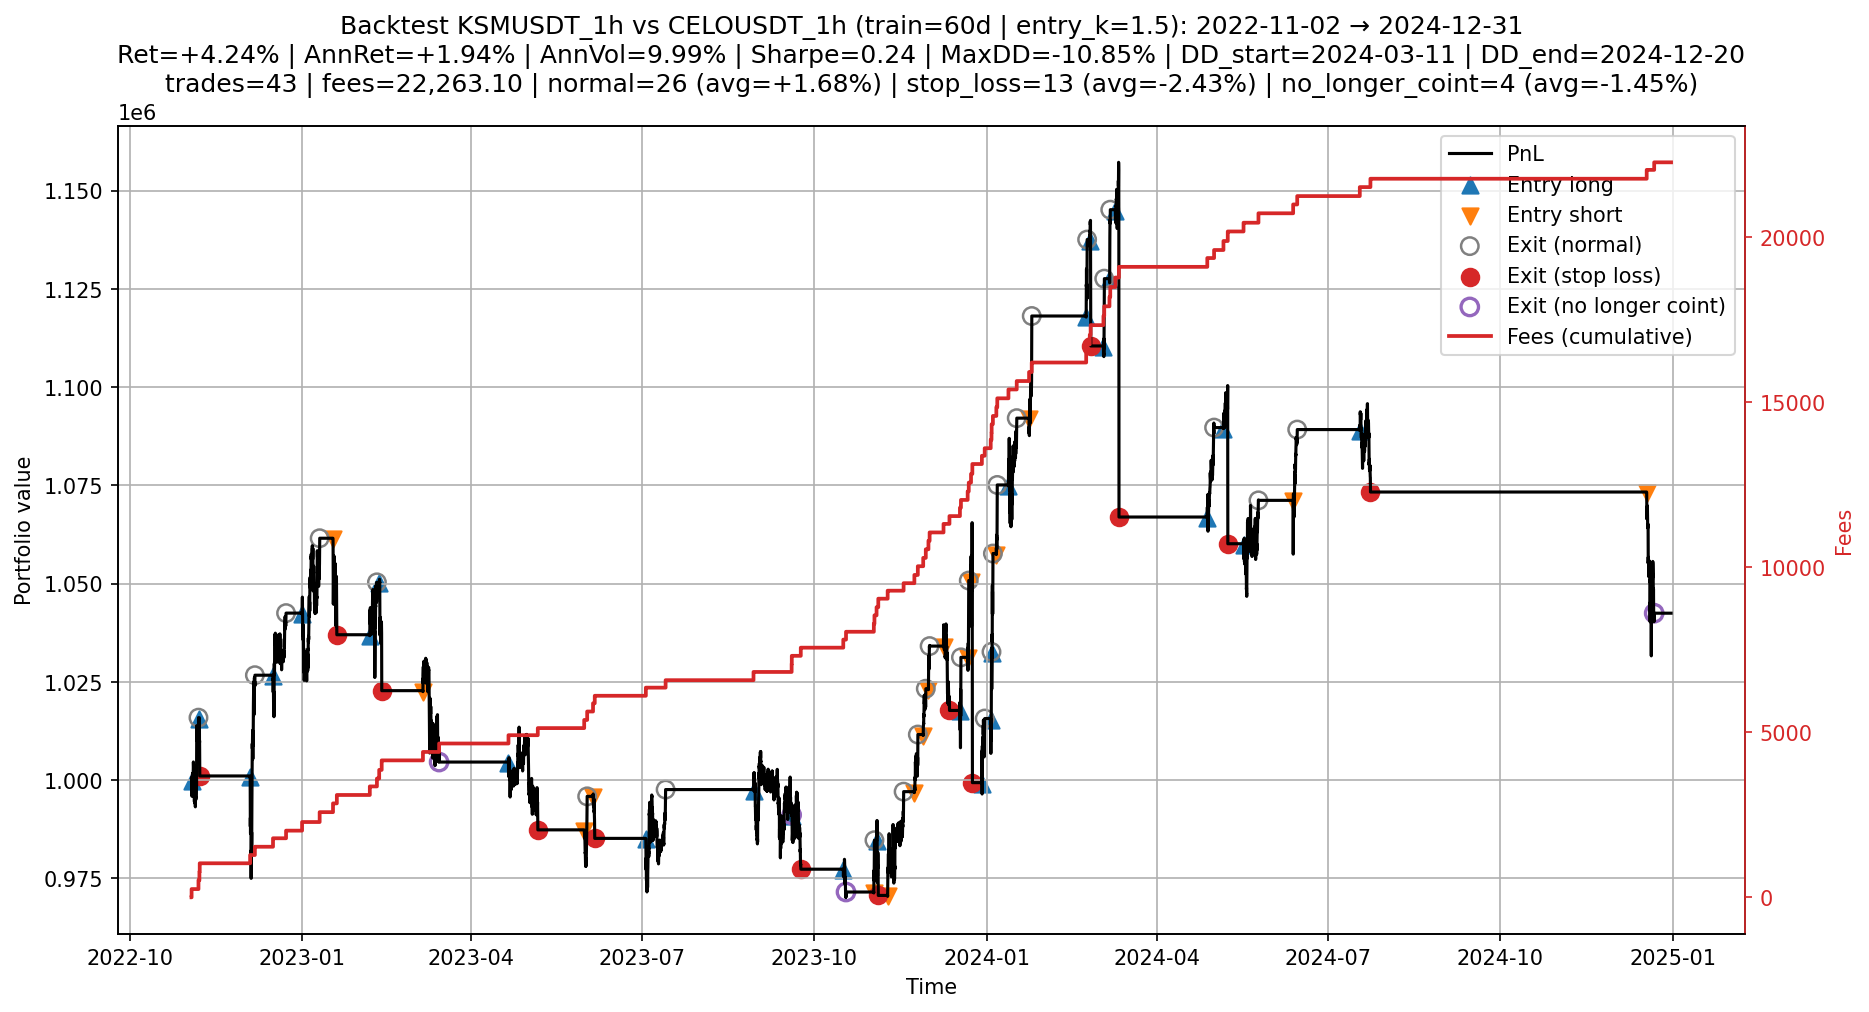 Backtest KSMUSDT_1h vs CELOUSDT_1h (train=60d | entry_k=1.5): 2022-11-02 → 2024-12-31
Ret=+4.24% | AnnRet=+1.94% | AnnVol=9.99% | Sharpe=0.24 | MaxDD=-10.85% | DD_start=2024-03-11 | DD_end=2024-12-20
trades=43 | fees=22,263.10 | normal=26 (avg=+1.68%) | stop_loss=13 (avg=-2.43%) | no_longer_coint=4 (avg=-1.45%)
1e6
1.150
1.125
1.100
1.075
1.050
1.025
1.000
0.975
Portfolio value
PnL
Entry long
Entry short
Exit (normal)
Exit (stop loss)
Exit (no longer coint)
Fees (cumulative)
20000
15000
10000
5000
0
Fees
2022-10
2023-01
2023-04
2023-07
2023-10
2024-01
2024-04
2024-07
2024-10
2025-01
Time